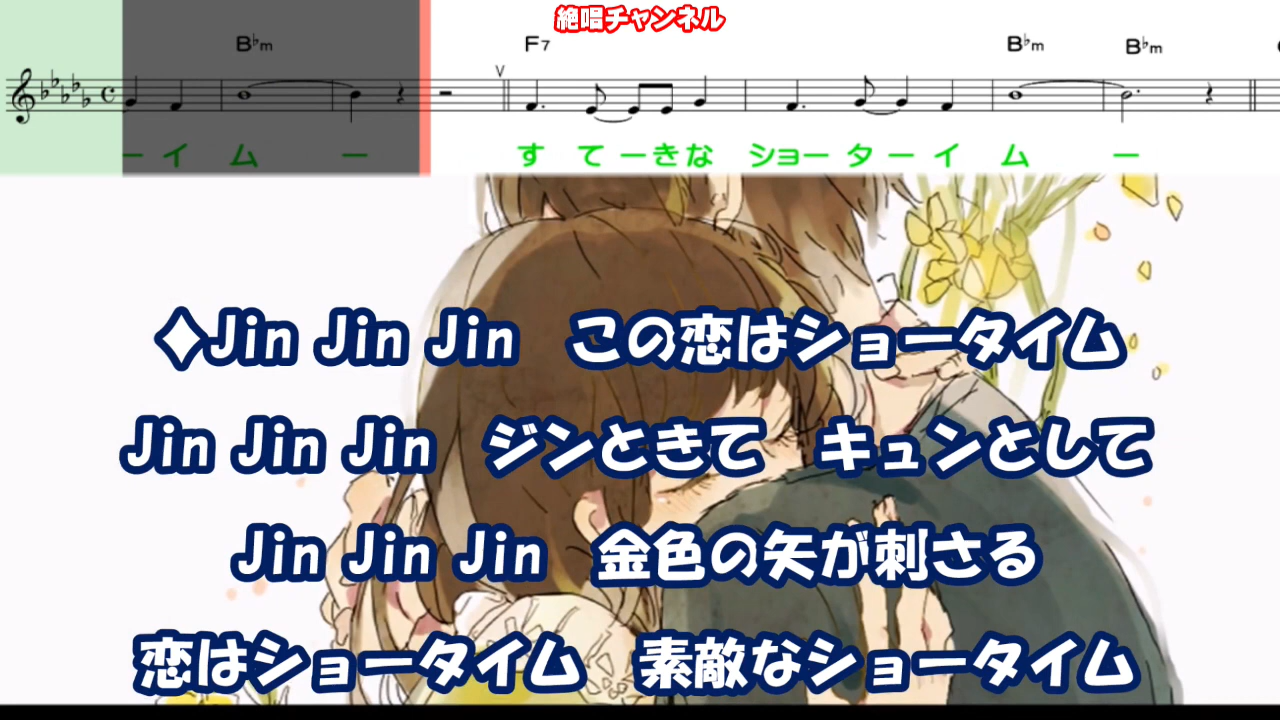 絶唱チャンネル
B♭m F7 B♭m B♭m
ーイ ム ー す てーきな ショータ ー イ ム ー
✧Jin Jin Jin この恋はショータイム
Jin Jin Jin ジンときて キュンとして
Jin Jin Jin 金色の矢が刺さる
恋はショータイム 素敵なショータイム